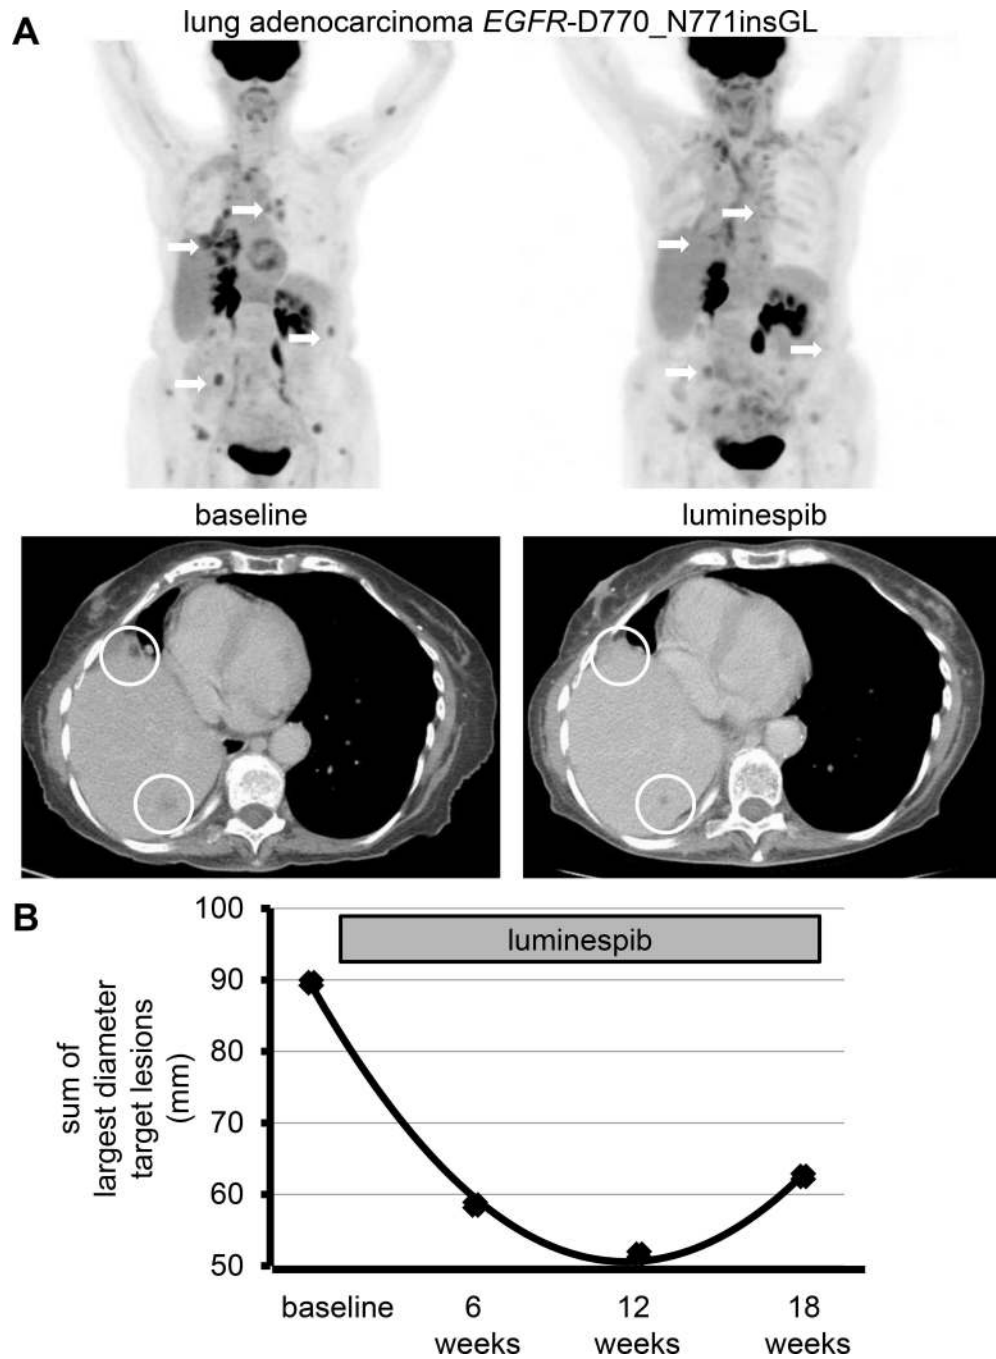 A
lung adenocarcinoma EGFR-D770_N771insGL
baseline
luminespib
B
luminespib
100
90
80
70
60
50
sum of
largest diameter
target lesions
(mm)
baseline
6
weeks
12
weeks
18
weeks